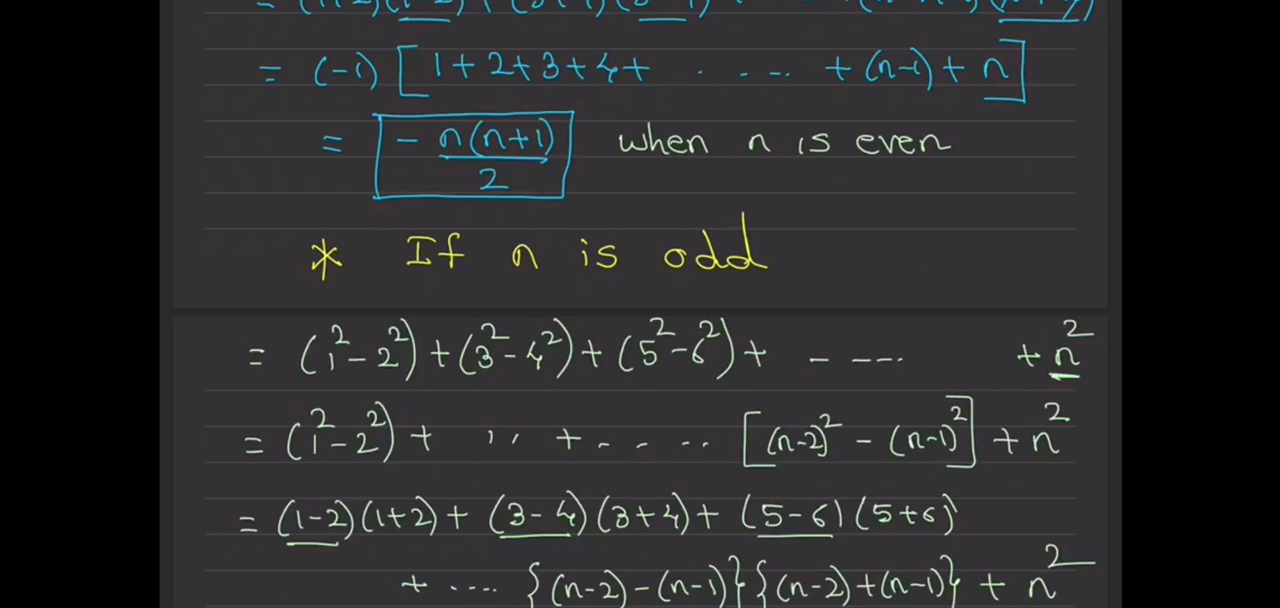 = (-1) [1+2+3+4+ . . -- .. + (n-1) + n]
= - n(n+1)/2 when n is even
* If n is odd
= (1²-2²)+(3²-4²)+(5²-6²)+ - --.. + n²
= (1²-2²)+ ,, ,, +-. . .. [(n-2)² - (n-1)²] + n²
= (1-2)(1+2) + (3-4)(3+4)+ (5-6)(5+6)
+ .... {(n-2)-(n-1)}{(n-2)+(n-1)} + n²